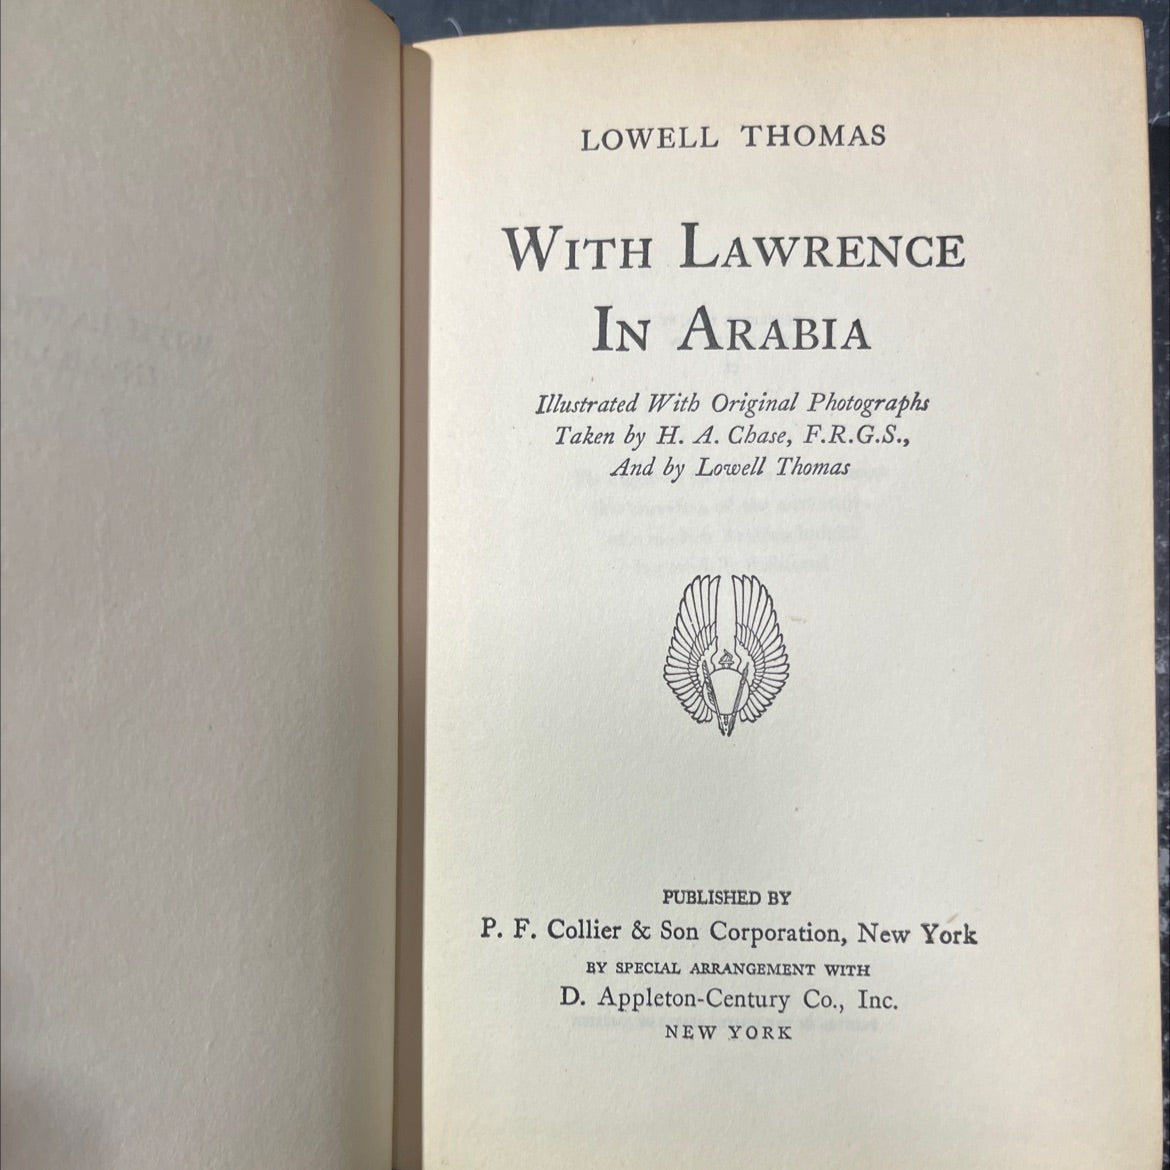 LOWELL THOMAS
WITH LAWRENCE
IN ARABIA
Illustrated With Original Photographs
Taken by H. A. Chase, F.R.G.S.,
And by Lowell Thomas
PUBLISHED BY
P. F. Collier & Son Corporation, New York
BY SPECIAL ARRANGEMENT WITH
D. Appleton-Century Co., Inc.
NEW YORK